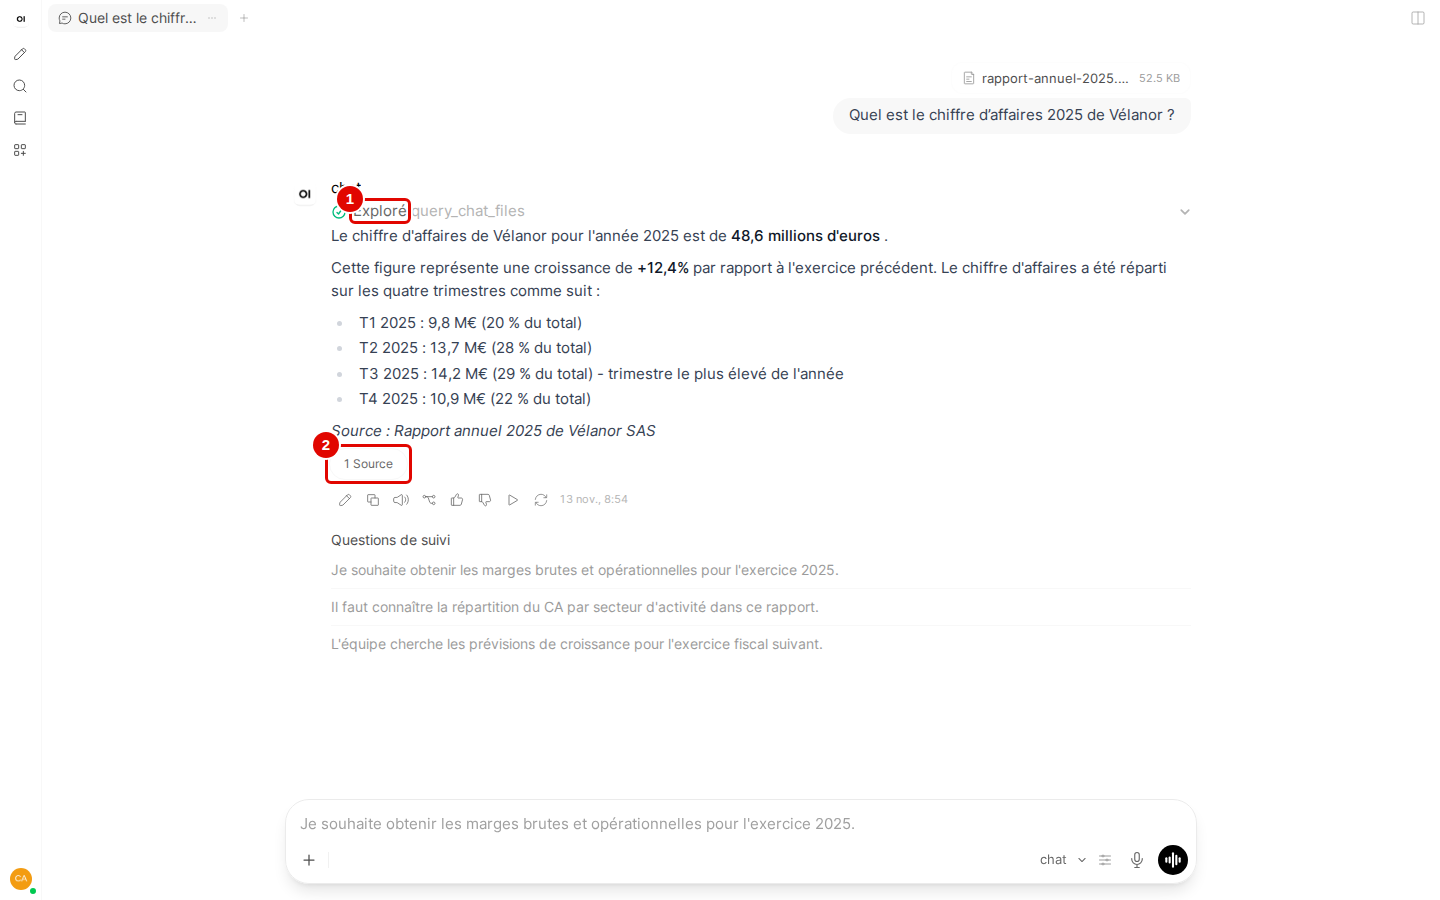 OI
Quel est le chiffr...
rapport-annuel-2025....
52.5 KB
Quel est le chiffre d’affaires 2025 de Vélanor ?
OI
chat
1
Exploré query_chat_files
Le chiffre d'affaires de Vélanor pour l'année 2025 est de 48,6 millions d'euros .
Cette figure représente une croissance de +12,4% par rapport à l'exercice précédent. Le chiffre d'affaires a été réparti
sur les quatre trimestres comme suit :
T1 2025 : 9,8 M€ (20 % du total)
T2 2025 : 13,7 M€ (28 % du total)
T3 2025 : 14,2 M€ (29 % du total) - trimestre le plus élevé de l'année
T4 2025 : 10,9 M€ (22 % du total)
Source : Rapport annuel 2025 de Vélanor SAS
2
1 Source
13 nov., 8:54
Questions de suivi
Je souhaite obtenir les marges brutes et opérationnelles pour l'exercice 2025.
Il faut connaître la répartition du CA par secteur d'activité dans ce rapport.
L'équipe cherche les prévisions de croissance pour l'exercice fiscal suivant.
Je souhaite obtenir les marges brutes et opérationnelles pour l'exercice 2025.
chat
CA